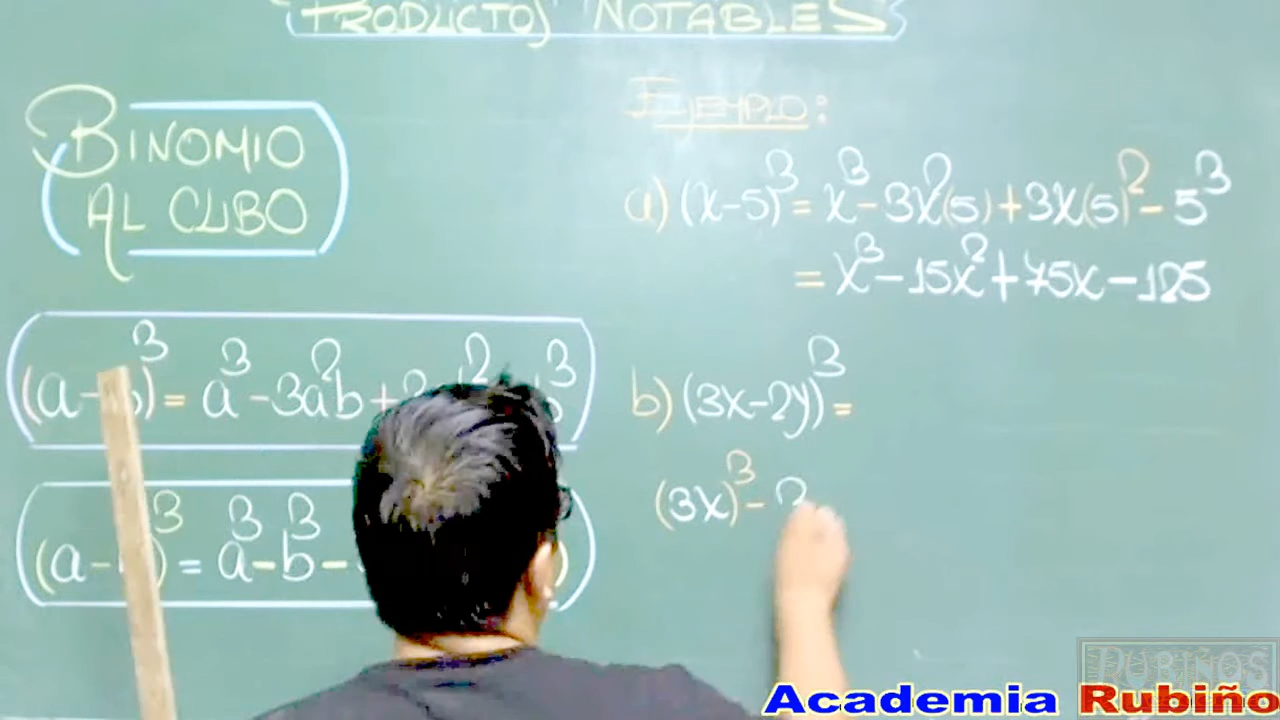 PRODUCTOS NOTABLES
BINOMIO
AL CUBO
(a-b)³ = a³-3a²b+
(a- )³ = a³-b³-
EJEMPLO:
a) (x-5)³ = x³-3x²(5)+3x(5)²-5³
= x³-15x²+75x-125
b) (3x-2y)³ =
(3x)³-3
RUBIÑOS
Academia Rubiño